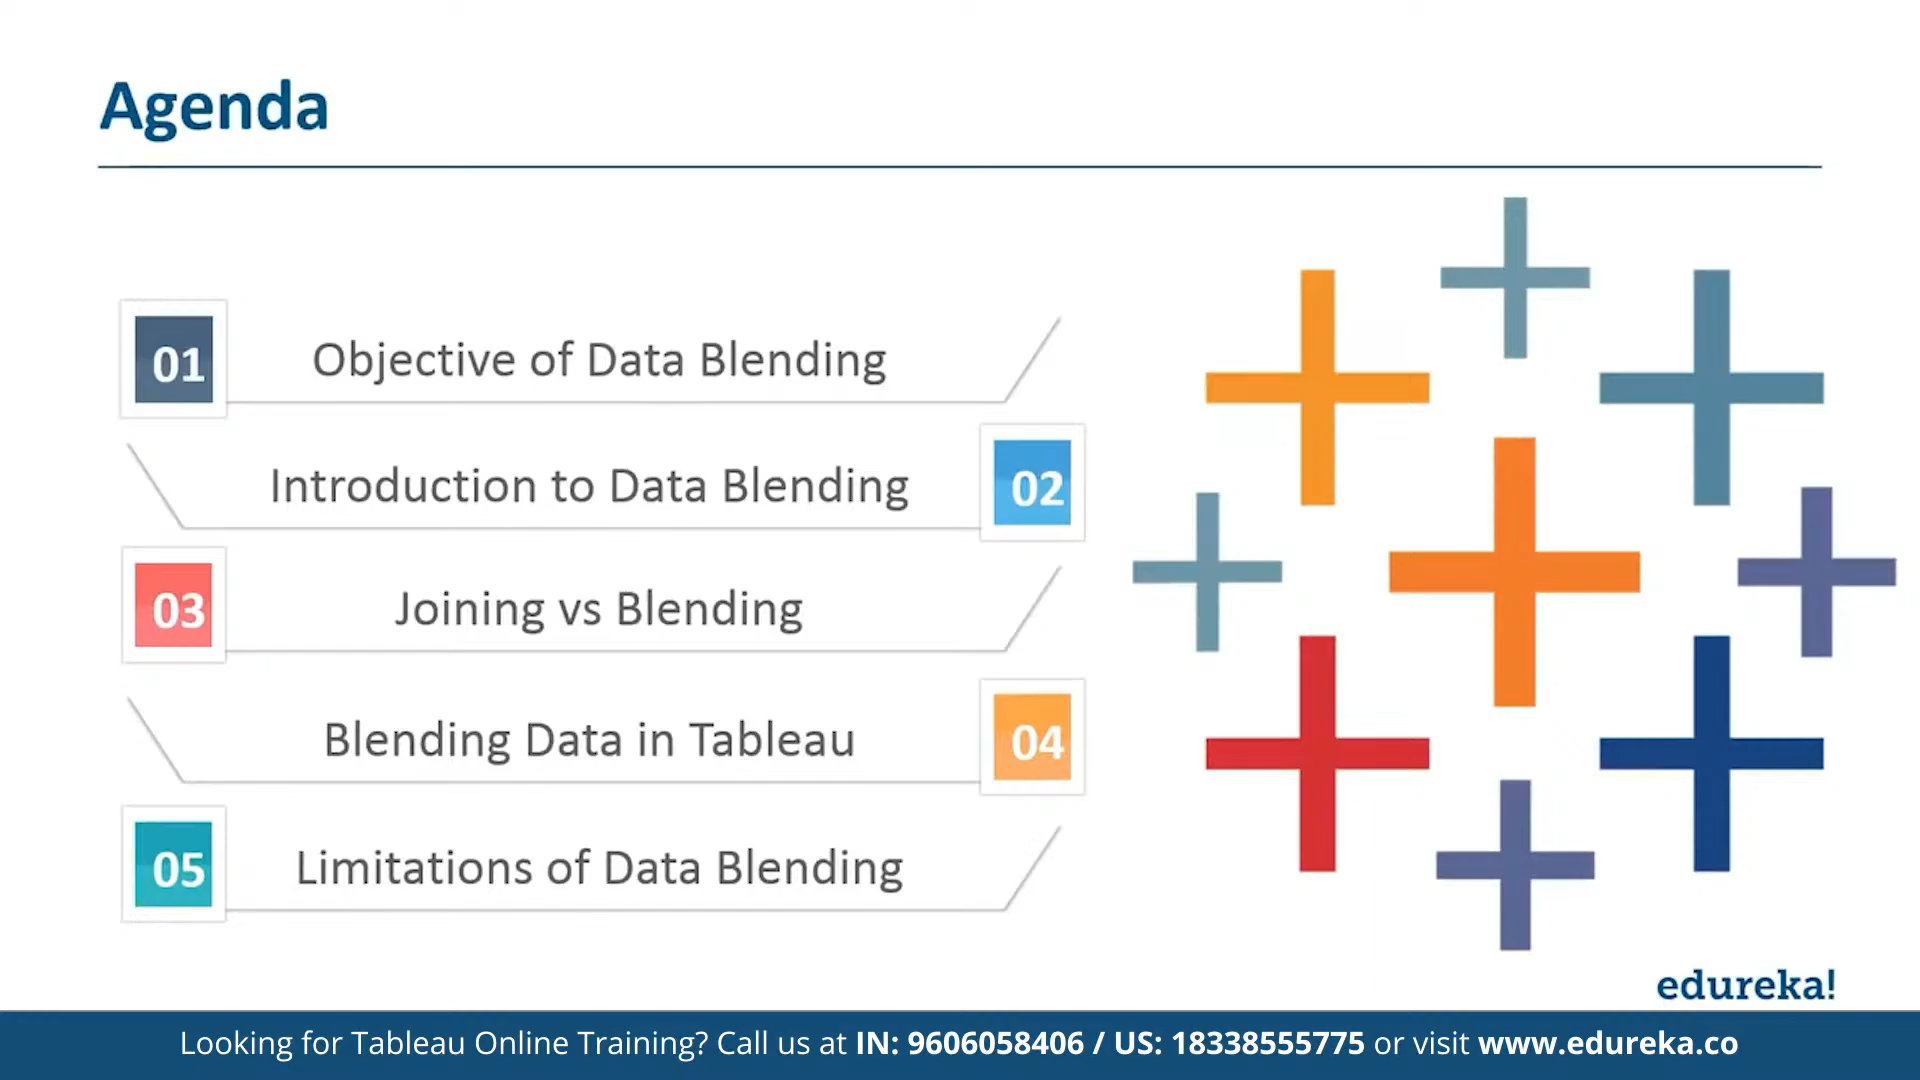 Agenda
01 Objective of Data Blending
Introduction to Data Blending 02
03 Joining vs Blending
Blending Data in Tableau 04
05 Limitations of Data Blending
edureka!
Looking for Tableau Online Training? Call us at IN: 9606058406 / US: 18338555775 or visit www.edureka.co